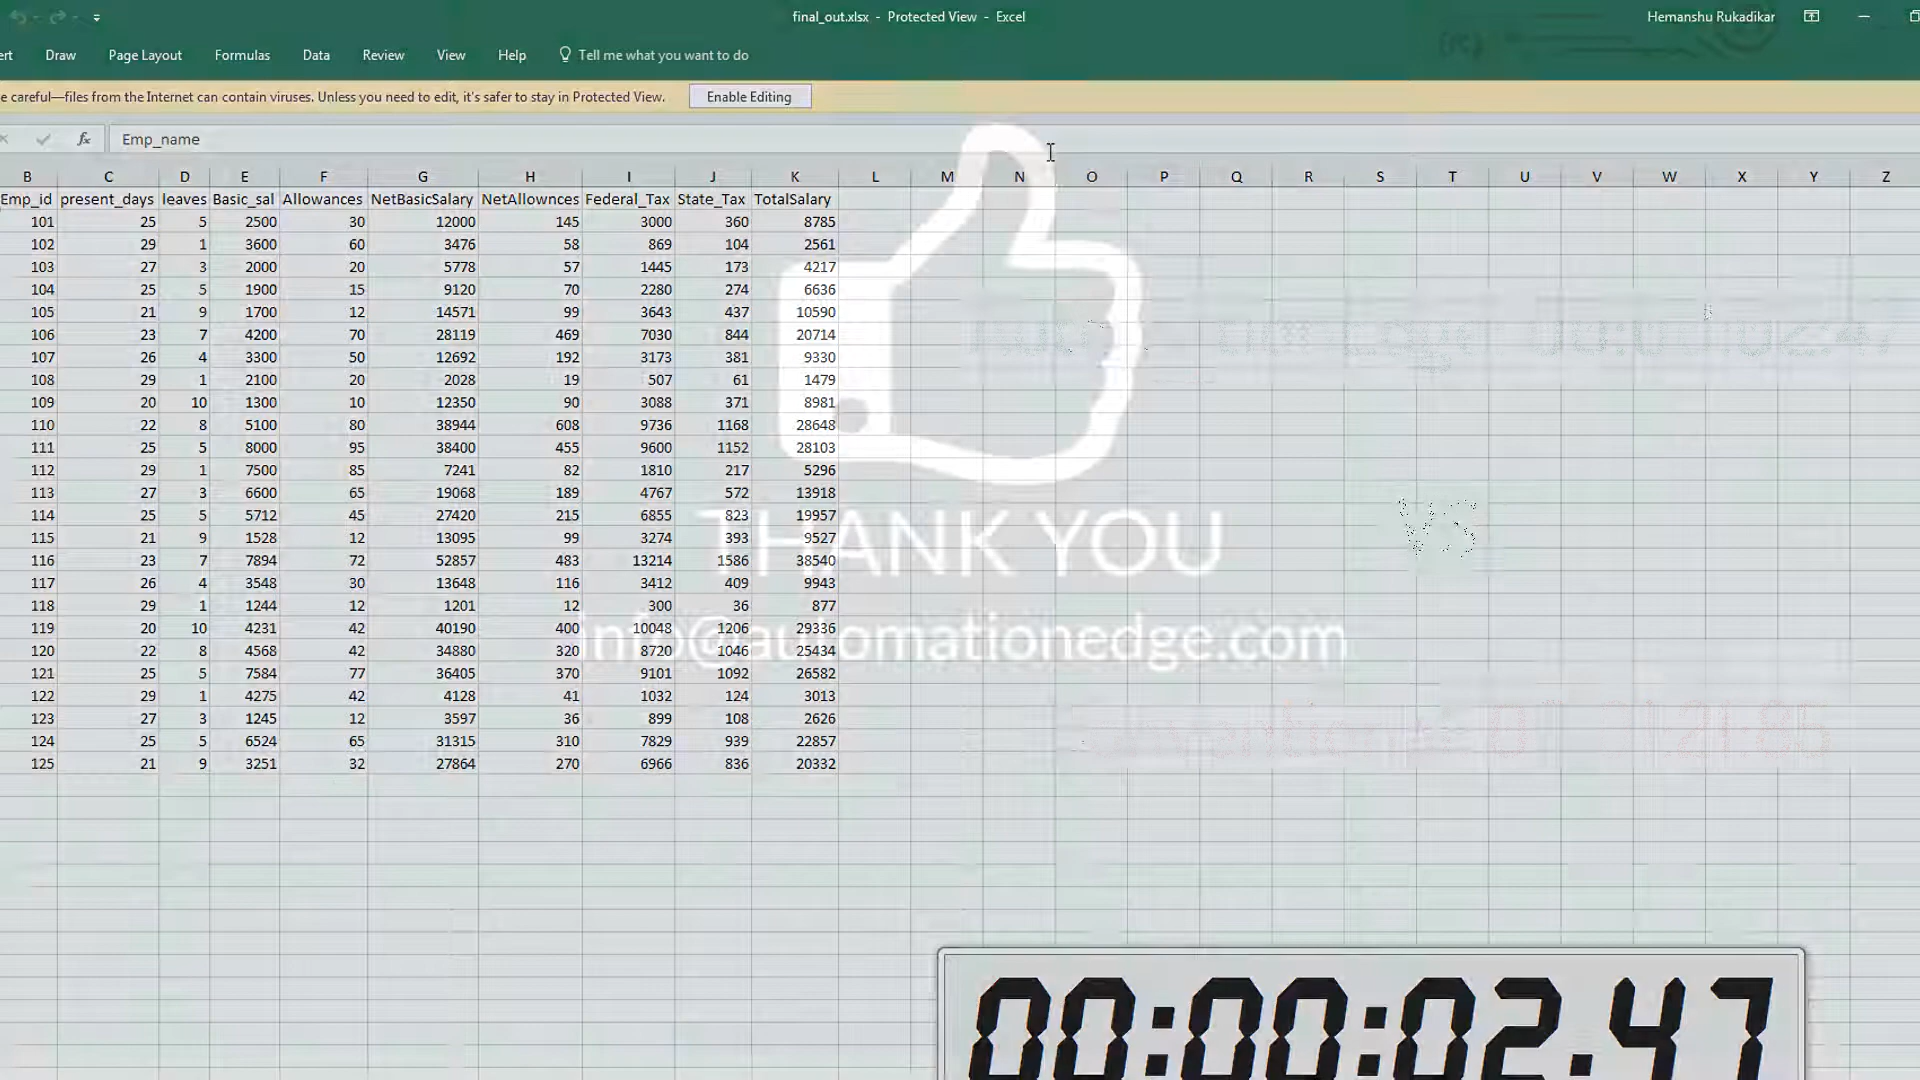 final_out.xlsx - Protected View - Excel
Hemanshu Rukadikar
ert Draw Page Layout Formulas Data Review View Help Tell me what you want to do
e careful—files from the Internet can contain viruses. Unless you need to edit, it's safer to stay in Protected View. Enable Editing
fx Emp_name
B C D E F G H I J K L M N O P Q R S T U V W X Y Z
Emp_id present_days leaves Basic_sal Allowances NetBasicSalary NetAllownces Federal_Tax State_Tax TotalSalary
101 25 5 2500 30 12000 145 3000 360 8785
102 29 1 3600 60 3476 58 869 104 2561
103 27 3 2000 20 5778 57 1445 173 4217
104 25 5 1900 15 9120 70 2280 274 6636
105 21 9 1700 12 14571 99 3643 437 10590
106 23 7 4200 70 28119 469 7030 844 20714
107 26 4 3300 50 12692 192 3173 381 9330
108 29 1 2100 20 2028 19 507 61 1479
109 20 10 1300 10 12350 90 3088 371 8981
110 22 8 5100 80 38944 608 9736 1168 28648
111 25 5 8000 95 38400 455 9600 1152 28103
112 29 1 7500 85 7241 82 1810 217 5296
113 27 3 6600 65 19068 189 4767 572 13918
114 25 5 5712 45 27420 215 6855 823 19957
115 21 9 1528 12 13095 99 3274 393 9527
116 23 7 7894 72 52857 483 13214 1586 38540
117 26 4 3548 30 13648 116 3412 409 9943
118 29 1 1244 12 1201 12 300 36 877
119 20 10 4231 42 40190 400 10048 1206 29336
120 22 8 4568 42 34880 320 8720 1046 25434
121 25 5 7584 77 36405 370 9101 1092 26582
122 29 1 4275 42 4128 41 1032 124 3013
123 27 3 1245 12 3597 36 899 108 2626
124 25 5 6524 65 31315 310 7829 939 22857
125 21 9 3251 32 27864 270 6966 836 20332
THANK YOU
info@automationedge.com
VS
00:00:02.47